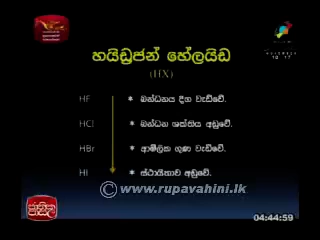 හයිඩ්‍රජන් හේලයිඩ
(HX)
HF * බන්ධනය දිග වැඩිවේ.
HCl * බන්ධන ශක්තිය අඩුවේ.
HBr * ආම්ලික ගුණ වැඩිවේ.
HI * ස්ථායීතාව අඩුවේ.
©www.rupavahini.lk
04:44:59